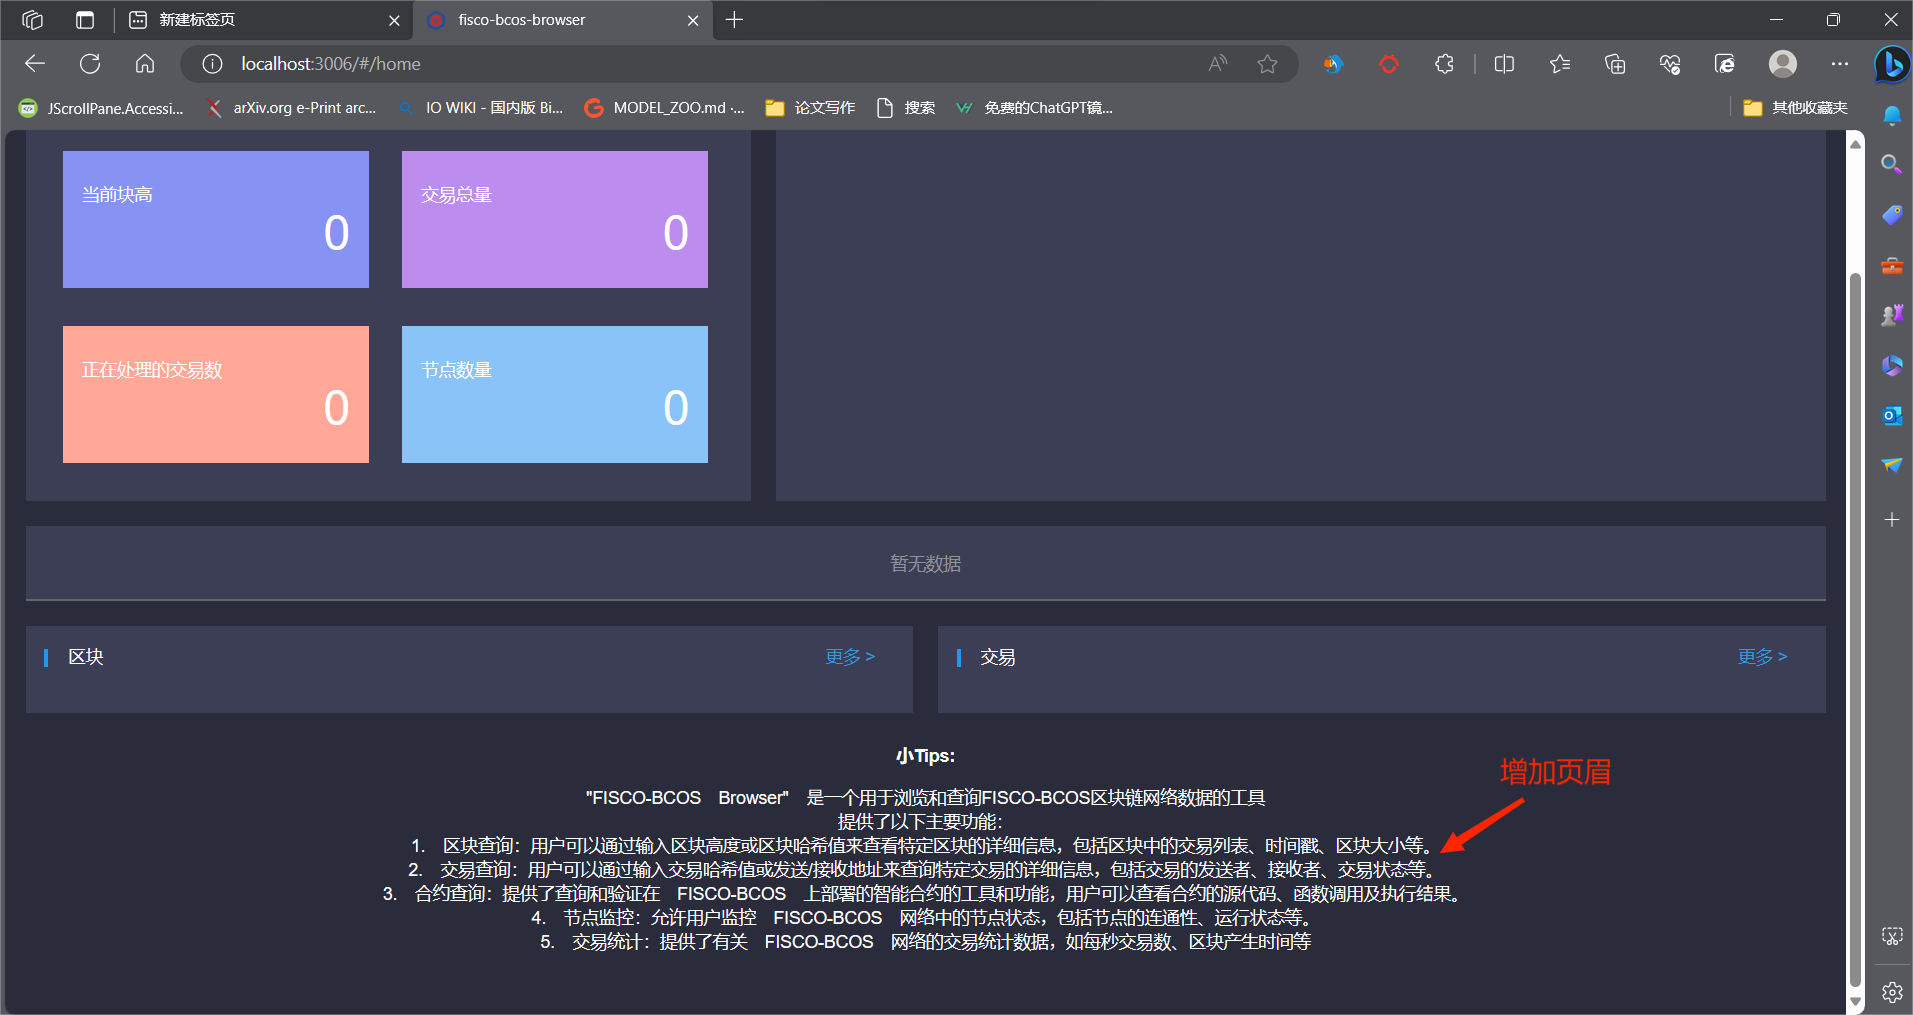 新建标签页
fisco-bcos-browser
localhost:3006/#/home
JScrollPane.Accessi...
arXiv.org e-Print arc...
IO WIKI - 国内版 Bi...
MODEL_ZOO.md ·...
论文写作
搜索
免费的ChatGPT镜...
其他收藏夹
当前块高
0
交易总量
0
正在处理的交易数
0
节点数量
0
暂无数据
区块
更多 >
交易
更多 >
小Tips:
增加页眉
"FISCO-BCOS Browser" 是一个用于浏览和查询FISCO-BCOS区块链网络数据的工具
提供了以下主要功能：
1. 区块查询：用户可以通过输入区块高度或区块哈希值来查看特定区块的详细信息，包括区块中的交易列表、时间戳、区块大小等。
2. 交易查询：用户可以通过输入交易哈希值或发送/接收地址来查询特定交易的详细信息，包括交易的发送者、接收者、交易状态等。
3. 合约查询：提供了查询和验证在 FISCO-BCOS 上部署的智能合约的工具和功能，用户可以查看合约的源代码、函数调用及执行结果。
4. 节点监控：允许用户监控 FISCO-BCOS 网络中的节点状态，包括节点的连通性、运行状态等。
5. 交易统计：提供了有关 FISCO-BCOS 网络的交易统计数据，如每秒交易数、区块产生时间等